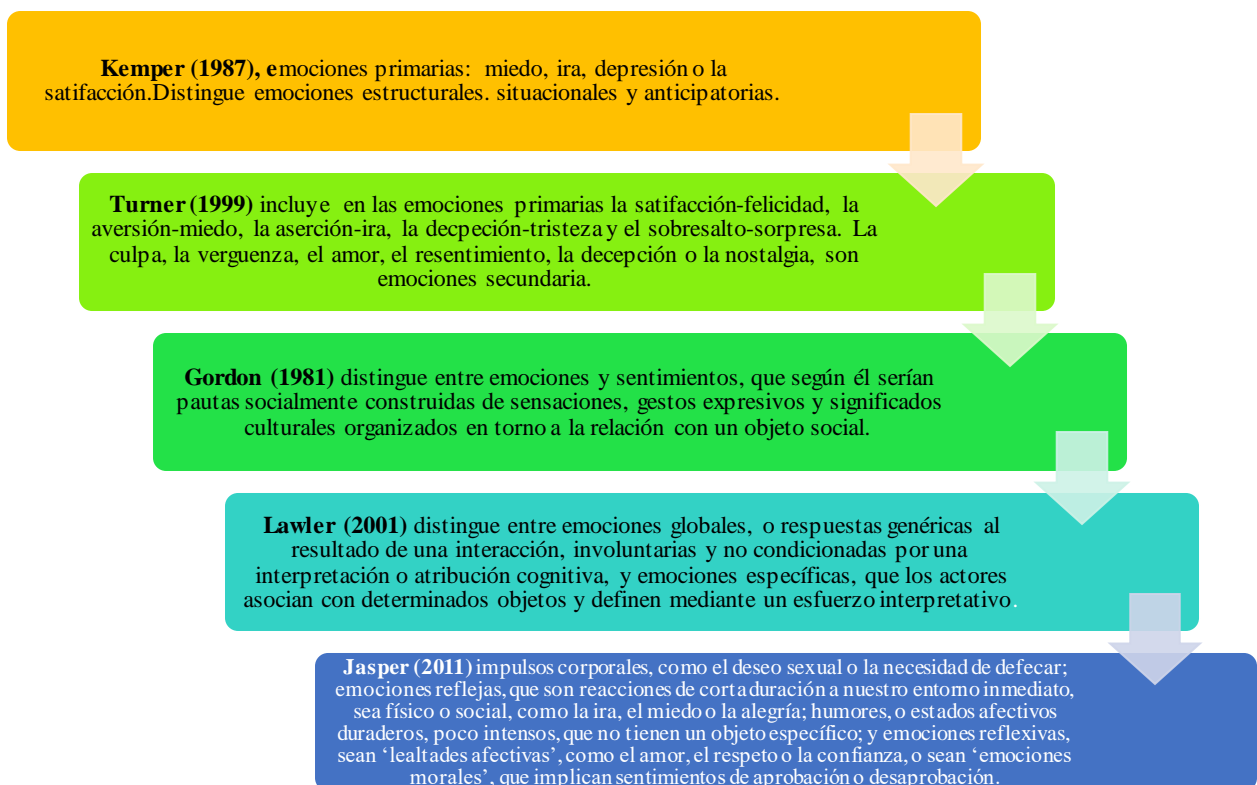 Kemper (1987), emociones primarias: miedo, ira, depresión o la
satifacción.Distingue emociones estructurales. situacionales y anticipatorias.
Turner (1999) incluye en las emociones primarias la satifacción-felicidad, la
aversión-miedo, la aserción-ira, la decpeción-tristeza y el sobresalto-sorpresa. La
culpa, la verguenza, el amor, el resentimiento, la decepción o la nostalgia, son
emociones secundaria.
Gordon (1981) distingue entre emociones y sentimientos, que según él serían
pautas socialmente construidas de sensaciones, gestos expresivos y significados
culturales organizados en torno a la relación con un objeto social.
Lawler (2001) distingue entre emociones globales, o respuestas genéricas al
resultado de una interacción, involuntarias y no condicionadas por una
interpretación o atribución cognitiva, y emociones específicas, que los actores
asocian con determinados objetos y definen mediante un esfuerzo interpretativo.
Jasper (2011) impulsos corporales, como el deseo sexual o la necesidad de defecar;
emociones reflejas, que son reacciones de corta duración a nuestro entorno inmediato,
sea físico o social, como la ira, el miedo o la alegría; humores, o estados afectivos
duraderos, poco intensos, que no tienen un objeto específico; y emociones reflexivas,
sean ‘lealtades afectivas’, como el amor, el respeto o la confianza, o sean ‘emociones
morales’, que implican sentimientos de aprobación o desaprobación.